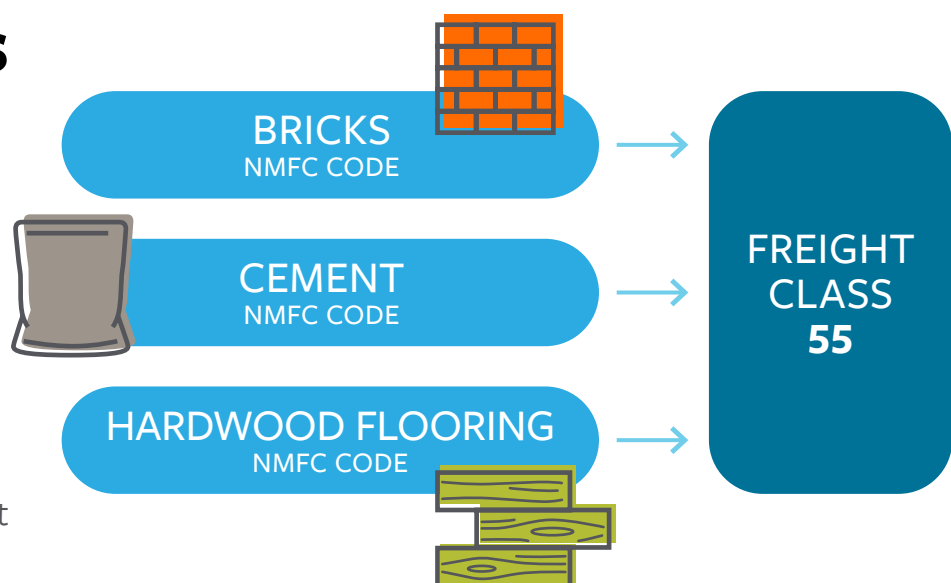 s
BRICKS
NMFC CODE
CEMENT
NMFC CODE
HARDWOOD FLOORING
NMFC CODE
t
FREIGHT
CLASS
55